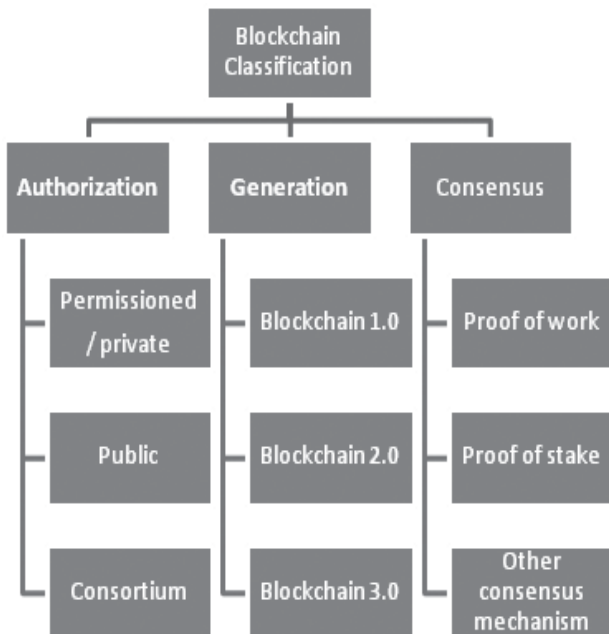 Blockchain
Classification
Authorization
Generation
Consensus
Permissioned
/ private
Blockchain 1.0
Proof of work
Public
Blockchain 2.0
Proof of stake
Consortium
Blockchain 3.0
Other
consensus
mechanism